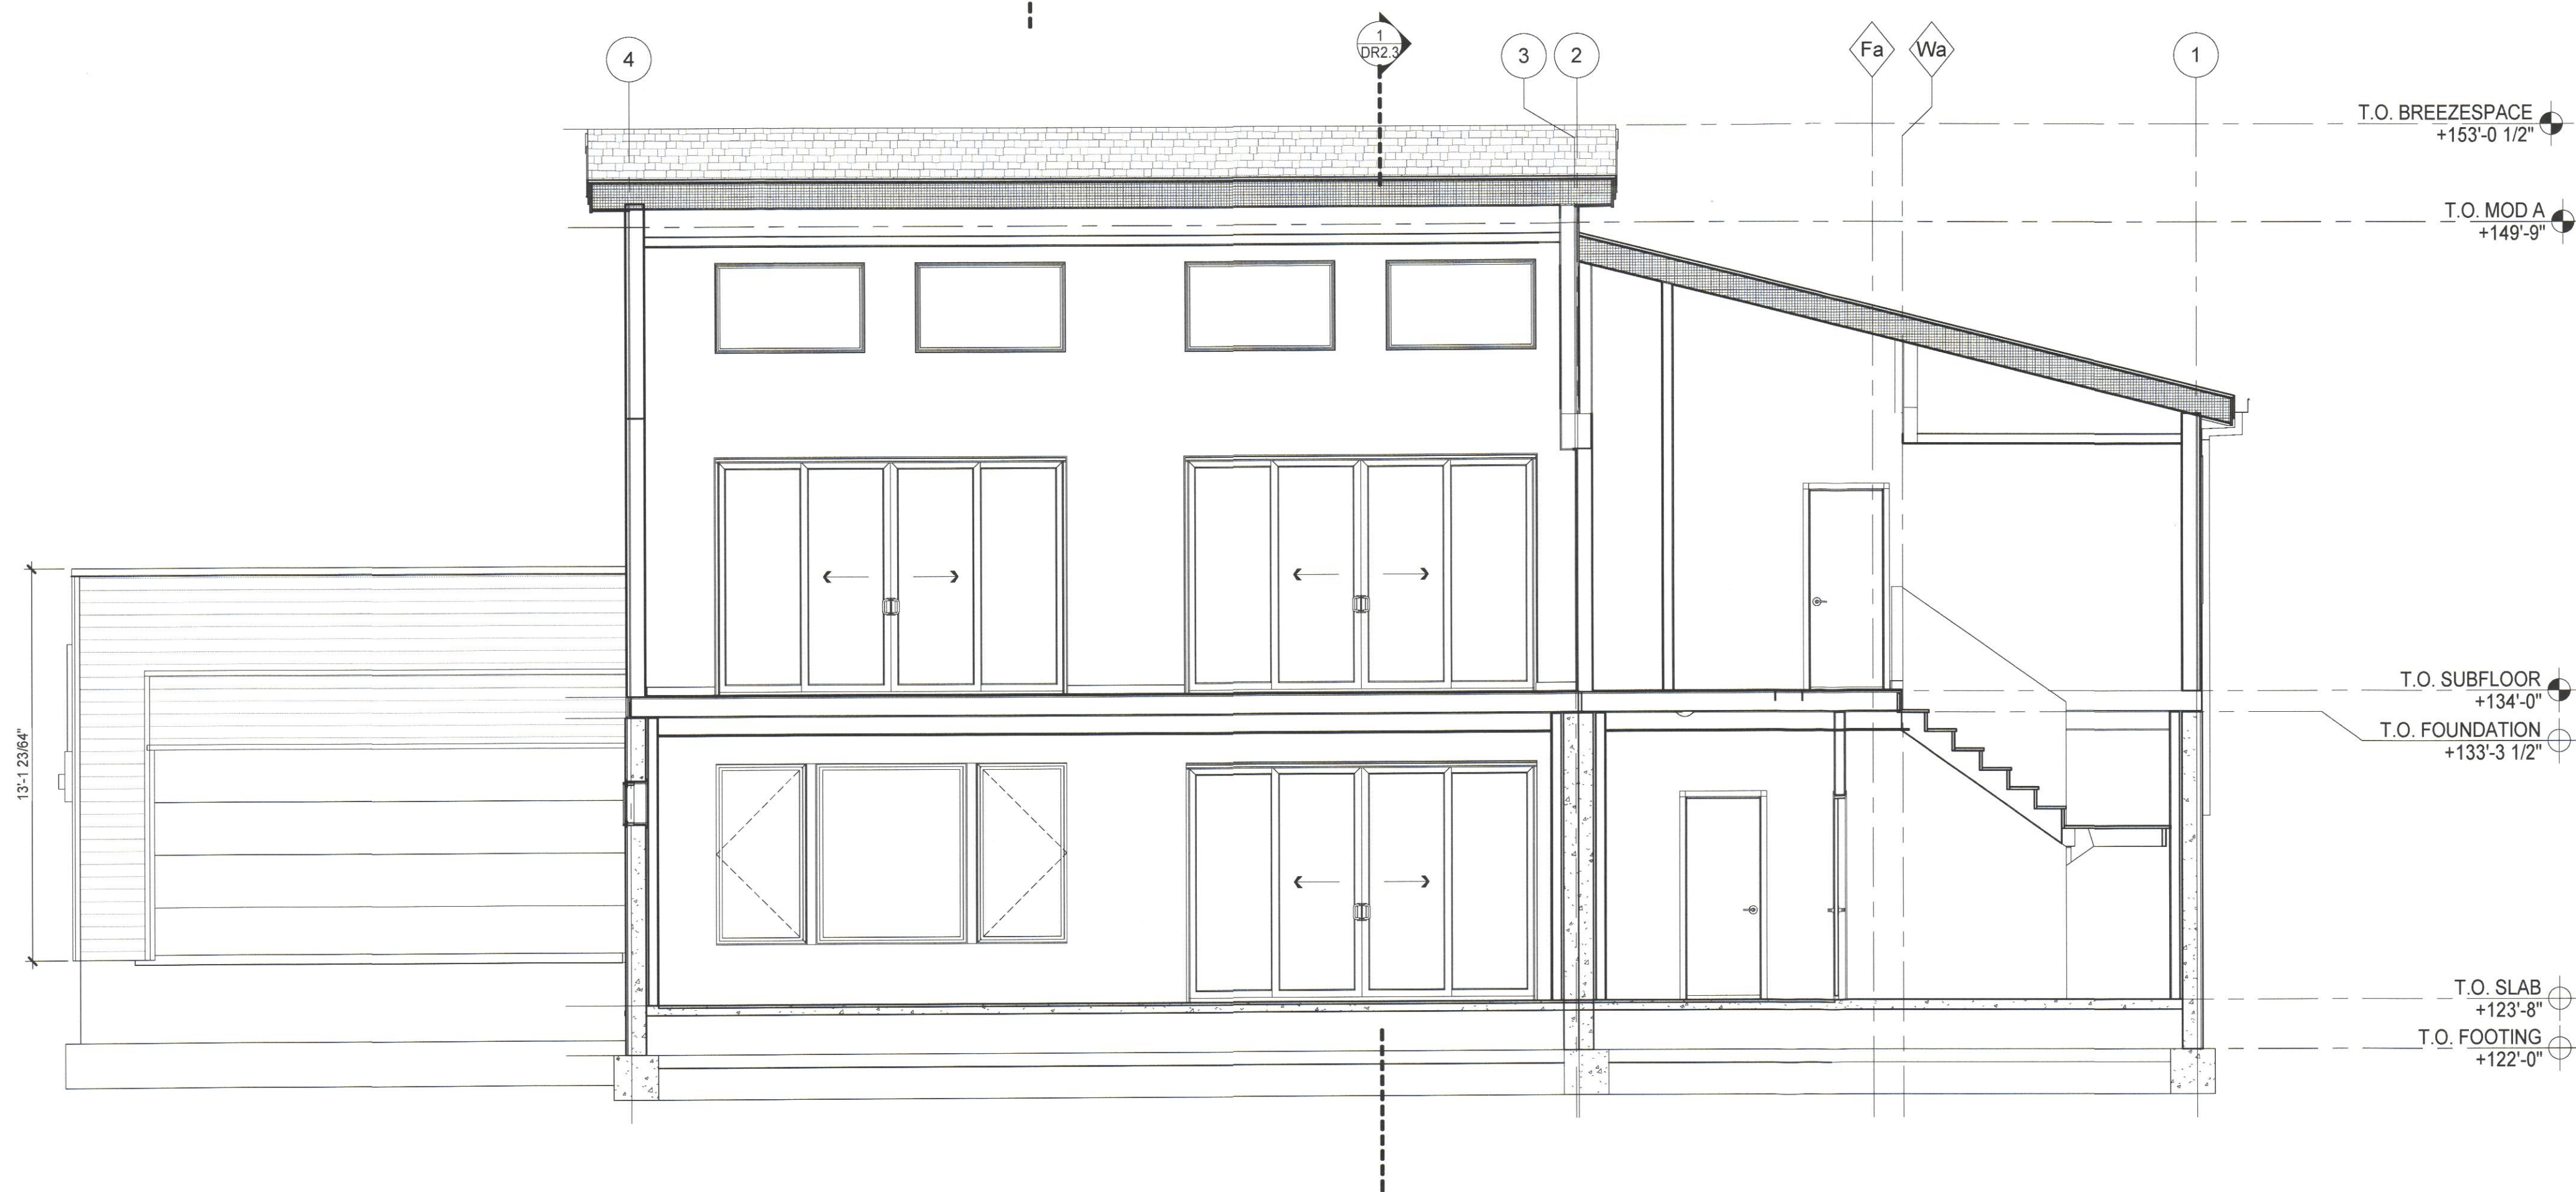 4
1
DR2.3
3
2
Fa
Wa
1
T.O. BREEZESPACE
+153'-0 1/2"
T.O. MOD A
+149'-9"
T.O. SUBFLOOR
+134'-0"
T.O. FOUNDATION
+133'-3 1/2"
13'-1 23/64"
T.O. SLAB
+123'-8"
T.O. FOOTING
+122'-0"